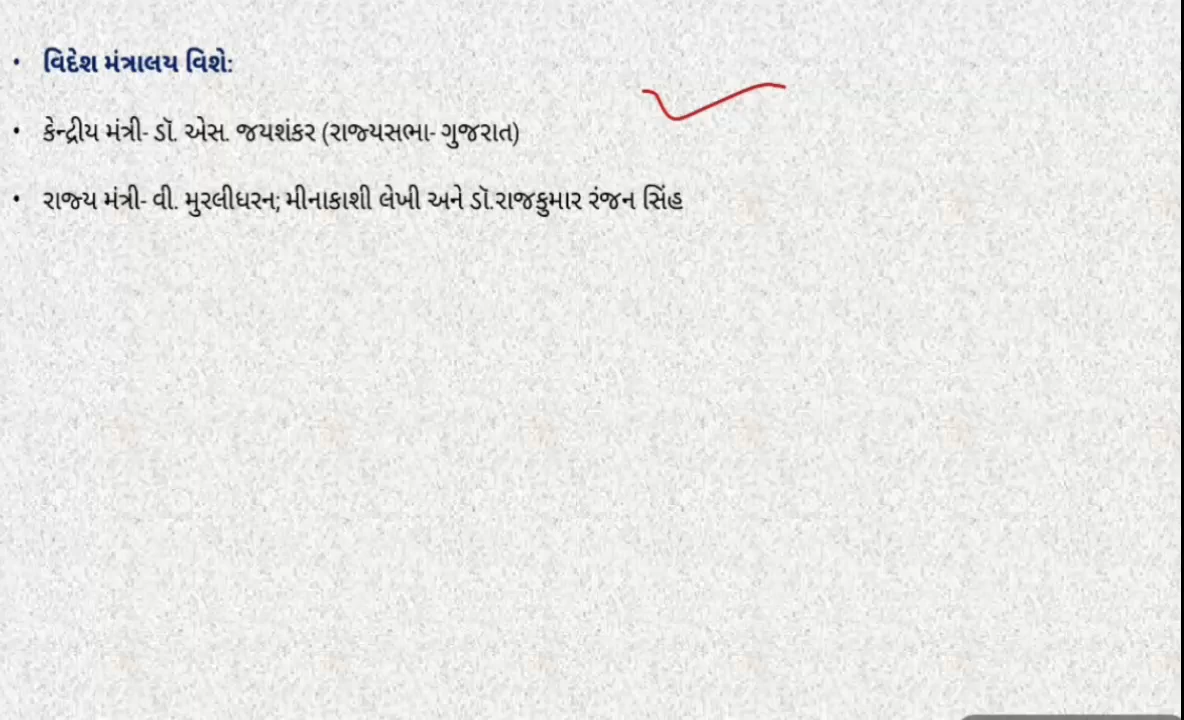 • વિદેશ મંત્રાલય વિશે:
• કેન્દ્રીય મંત્રી- ડૉ. એસ. જયશંકર (રાજ્યસભા- ગુજરાત)
• રાજ્ય મંત્રી- વી. મુરલીધરન; મીનાકાશી લેખી અને ડૉ.રાજકુમાર રંજન સિંહ